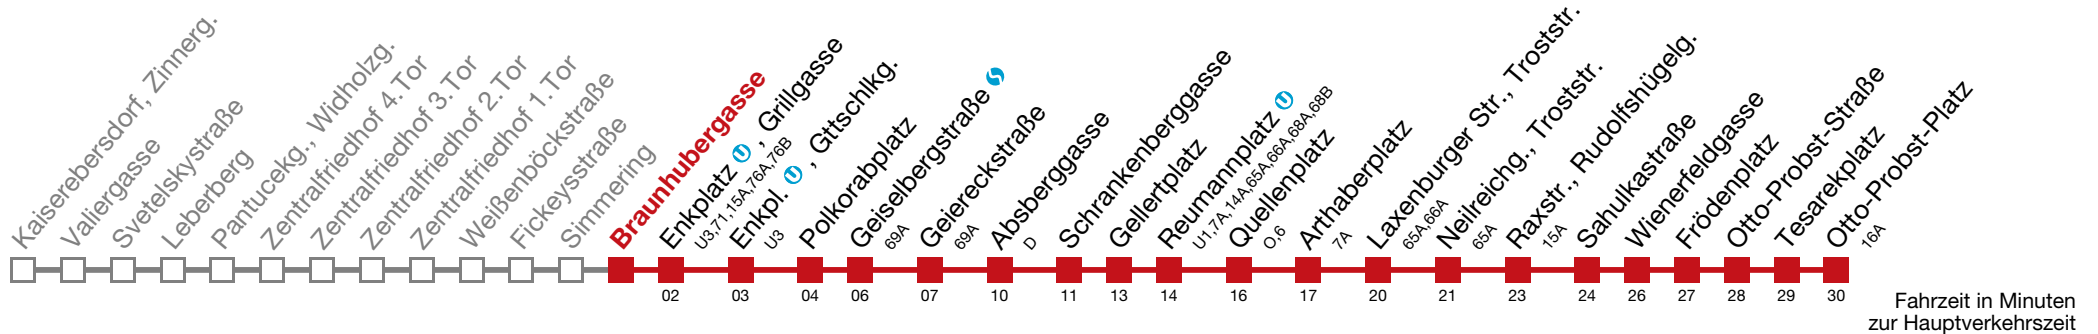 Kaiserebersdorf, Zinnerg.
Valiergasse
Svetelskystraße
Leberberg
Pantucekg., Widholzg.
Zentralfriedhof 4.Tor
Zentralfriedhof 3.Tor
Zentralfriedhof 2.Tor
Zentralfriedhof 1.Tor
Weißenböckstraße
Fickeysstraße
Simmering
Braunhubergasse
Enkplatz U , Grillgasse
U3,71,15A,76A,76B
Enkpl. U , Gttschlkg.
U3
Polkorabplatz
Geiselbergstraße S
69A
Geiereckstraße
69A
Absberggasse
D
Schrankenberggasse
Gellertplatz
Reumannplatz U
U1,7A,14A,65A,66A,68A,68B
Quellenplatz
O,6
Arthaberplatz
7A
Laxenburger Str., Troststr.
65A,66A
Neilreichg., Troststr.
65A
Raxstr., Rudolfshügelg.
15A
Sahulkastraße
Wienerfeldgasse
Frödenplatz
Otto-Probst-Straße
Tesarekplatz
Otto-Probst-Platz
16A
02 03 04 06 07 10 11 13 14 16 17 20 21 23 24 26 27 28 29 30
Fahrzeit in Minuten
zur Hauptverkehrszeit